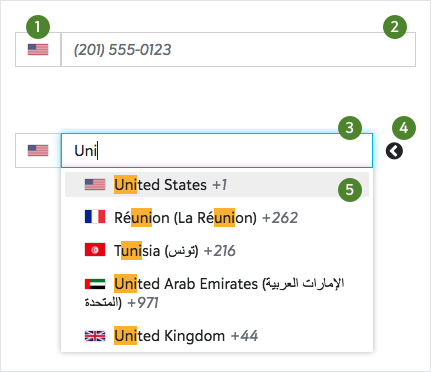 1
2
(201) 555-0123
3
4
Uni
United States +1
5
Réunion (La Réunion) +262
Tunisia (تونس) +216
United Arab Emirates (الإمارات العربية
المتحدة) +971
United Kingdom +44